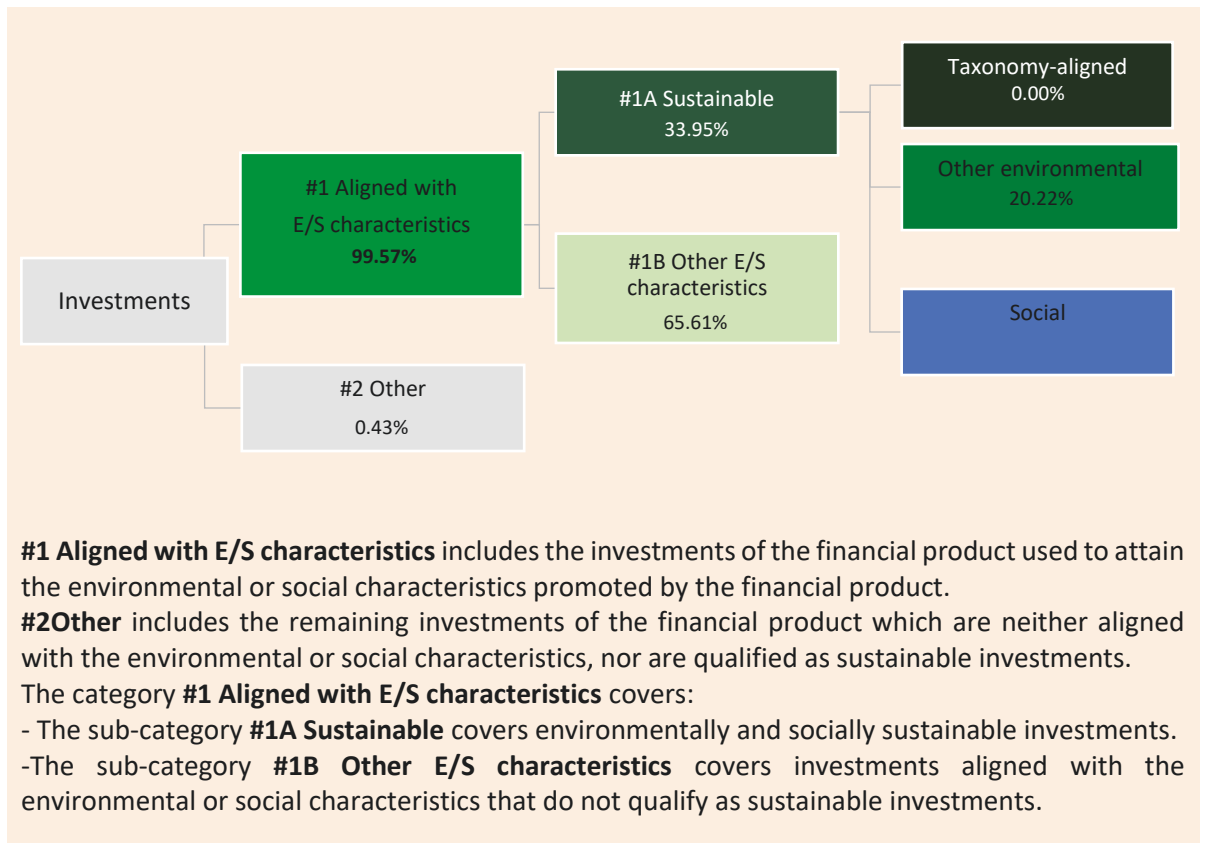 Investments
#1 Aligned with
E/S characteristics
99.57%
#2 Other
0.43%
#1A Sustainable
33.95%
#1B Other E/S
characteristics
65.61%
Taxonomy-aligned
0.00%
Other environmental
20.22%
Social
#1 Aligned with E/S characteristics includes the investments of the financial product used to attain
the environmental or social characteristics promoted by the financial product.
#2Other includes the remaining investments of the financial product which are neither aligned
with the environmental or social characteristics, nor are qualified as sustainable investments.
The category #1 Aligned with E/S characteristics covers:
- The sub-category #1A Sustainable covers environmentally and socially sustainable investments.
-The sub-category #1B Other E/S characteristics covers investments aligned with the
environmental or social characteristics that do not qualify as sustainable investments.